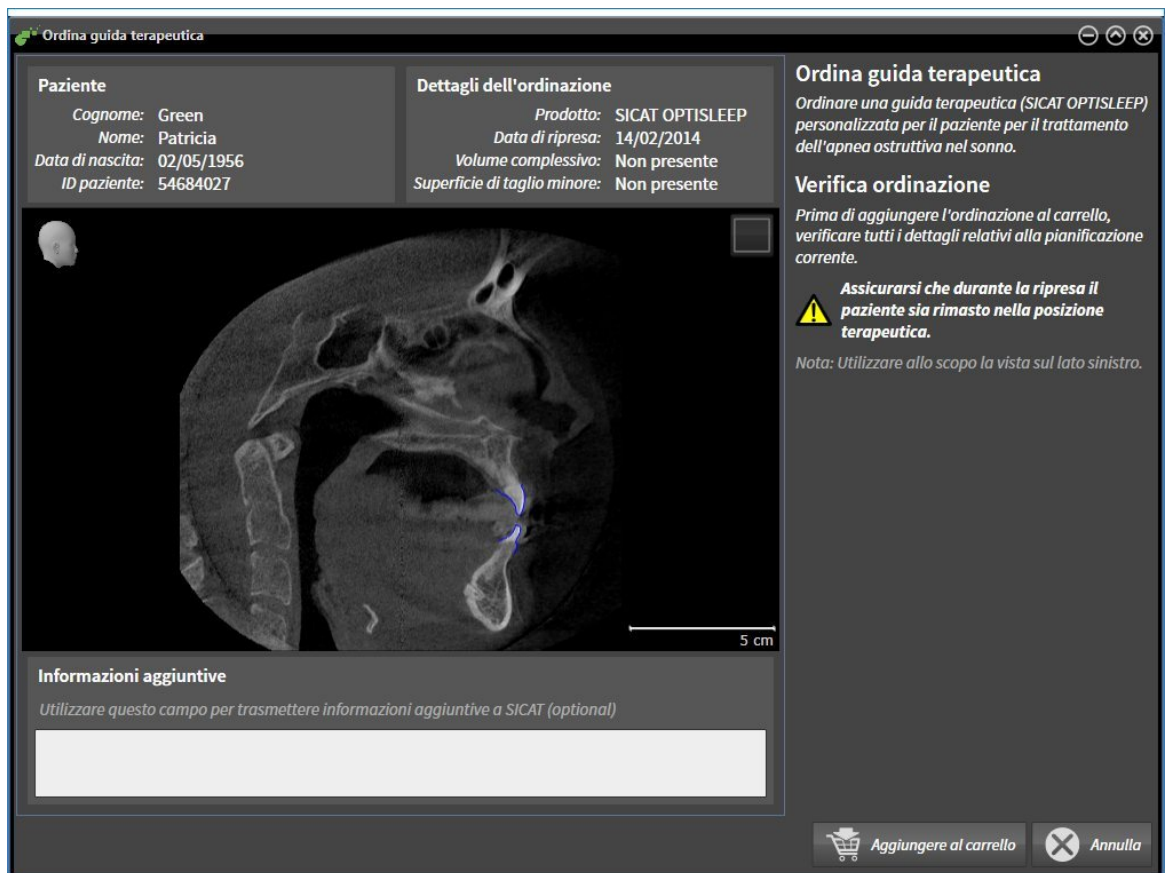 Ordina guida terapeutica
Paziente
Cognome: Green
Nome: Patricia
Data di nascita: 02/05/1956
ID paziente: 54684027
Dettagli dell'ordinazione
Prodotto: SICAT OPTISLEEP
Data di ripresa: 14/02/2014
Volume complessivo: Non presente
Superficie di taglio minore: Non presente
5 cm
Informazioni aggiuntive
Utilizzare questo campo per trasmettere informazioni aggiuntive a SICAT (optional)
Ordina guida terapeutica
Ordinare una guida terapeutica (SICAT OPTISLEEP)
personalizzata per il paziente per il trattamento
dell'apnea ostruttiva nel sonno.
Verifica ordinazione
Prima di aggiungere l'ordinazione al carrello,
verificare tutti i dettagli relativi alla pianificazione
corrente.
Assicurarsi che durante la ripresa il
paziente sia rimasto nella posizione
terapeutica.
Nota: Utilizzare allo scopo la vista sul lato sinistro.
Aggiungere al carrello
Annulla